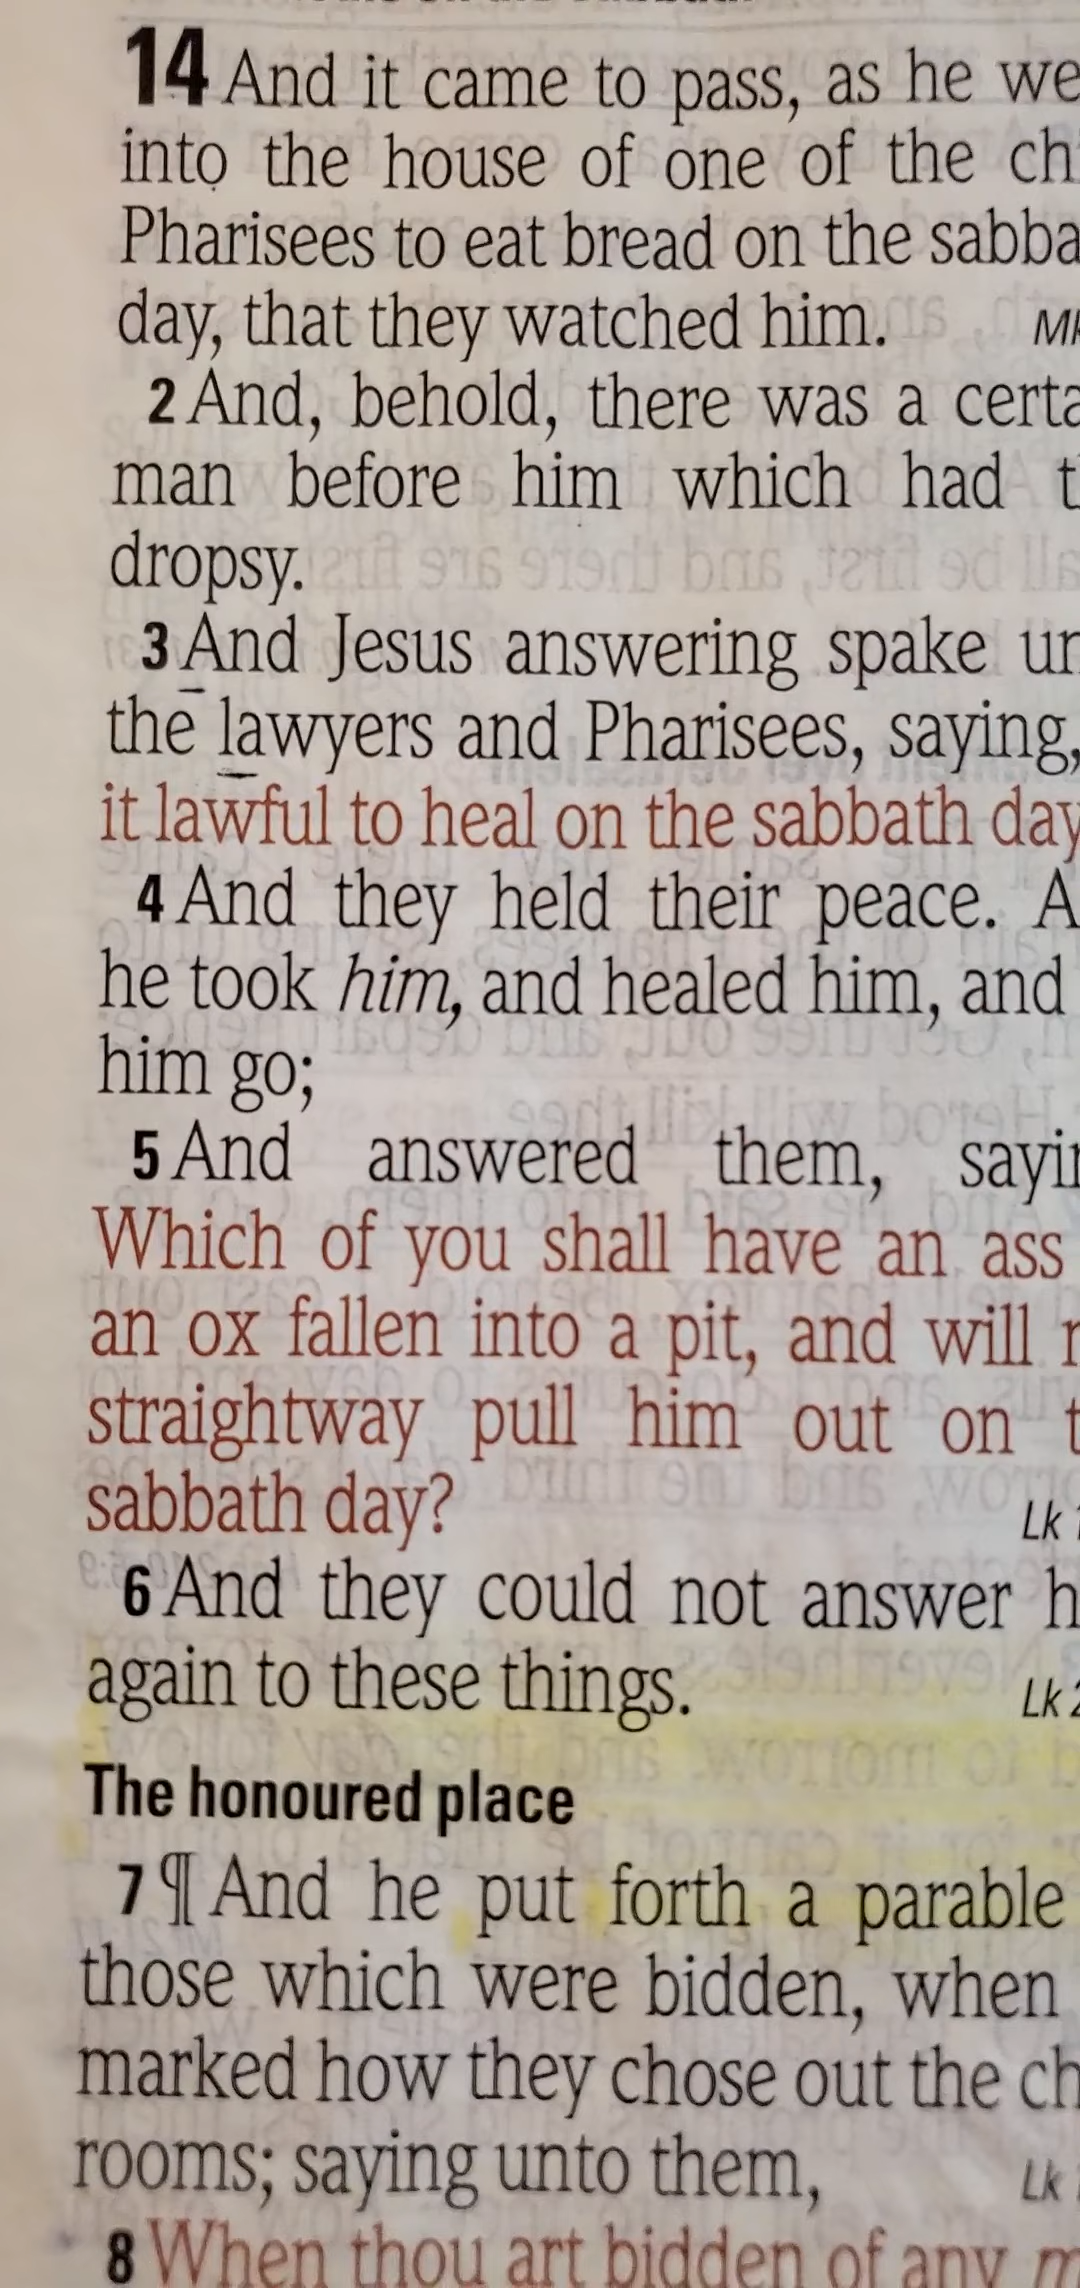 14 And it came to pass, as he we
into the house of one of the ch
Pharisees to eat bread on the sabba
day, that they watched him.
2 And, behold, there was a certa
man before him which had t
dropsy.
3 And Jesus answering spake un
the lawyers and Pharisees, saying,
it lawful to heal on the sabbath day
4 And they held their peace. A
he took him, and healed him, and
him go;
5 And answered them, sayin
Which of you shall have an ass
an ox fallen into a pit, and will n
straightway pull him out on t
sabbath day? Lk 1
6 And they could not answer h
again to these things. Lk 2
The honoured place
7 ¶ And he put forth a parable
those which were bidden, when
marked how they chose out the ch
rooms; saying unto them, Lk
8 When thou art bidden of any m